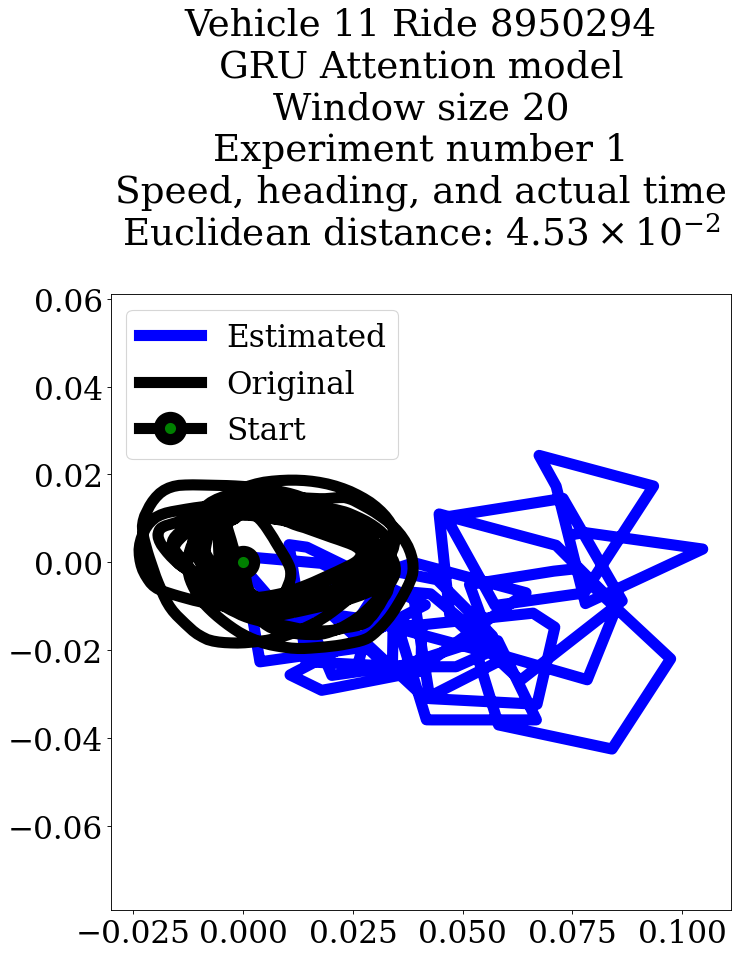 Vehicle 11 Ride 8950294
GRU Attention model
Window size 20
Experiment number 1
Speed, heading, and actual time
Euclidean distance: 4.53 × 10⁻²
0.06
Estimated
0.04
Original
Start
0.02
0.00
−0.02
−0.04
−0.06
−0.025 0.000 0.025 0.050 0.075 0.100